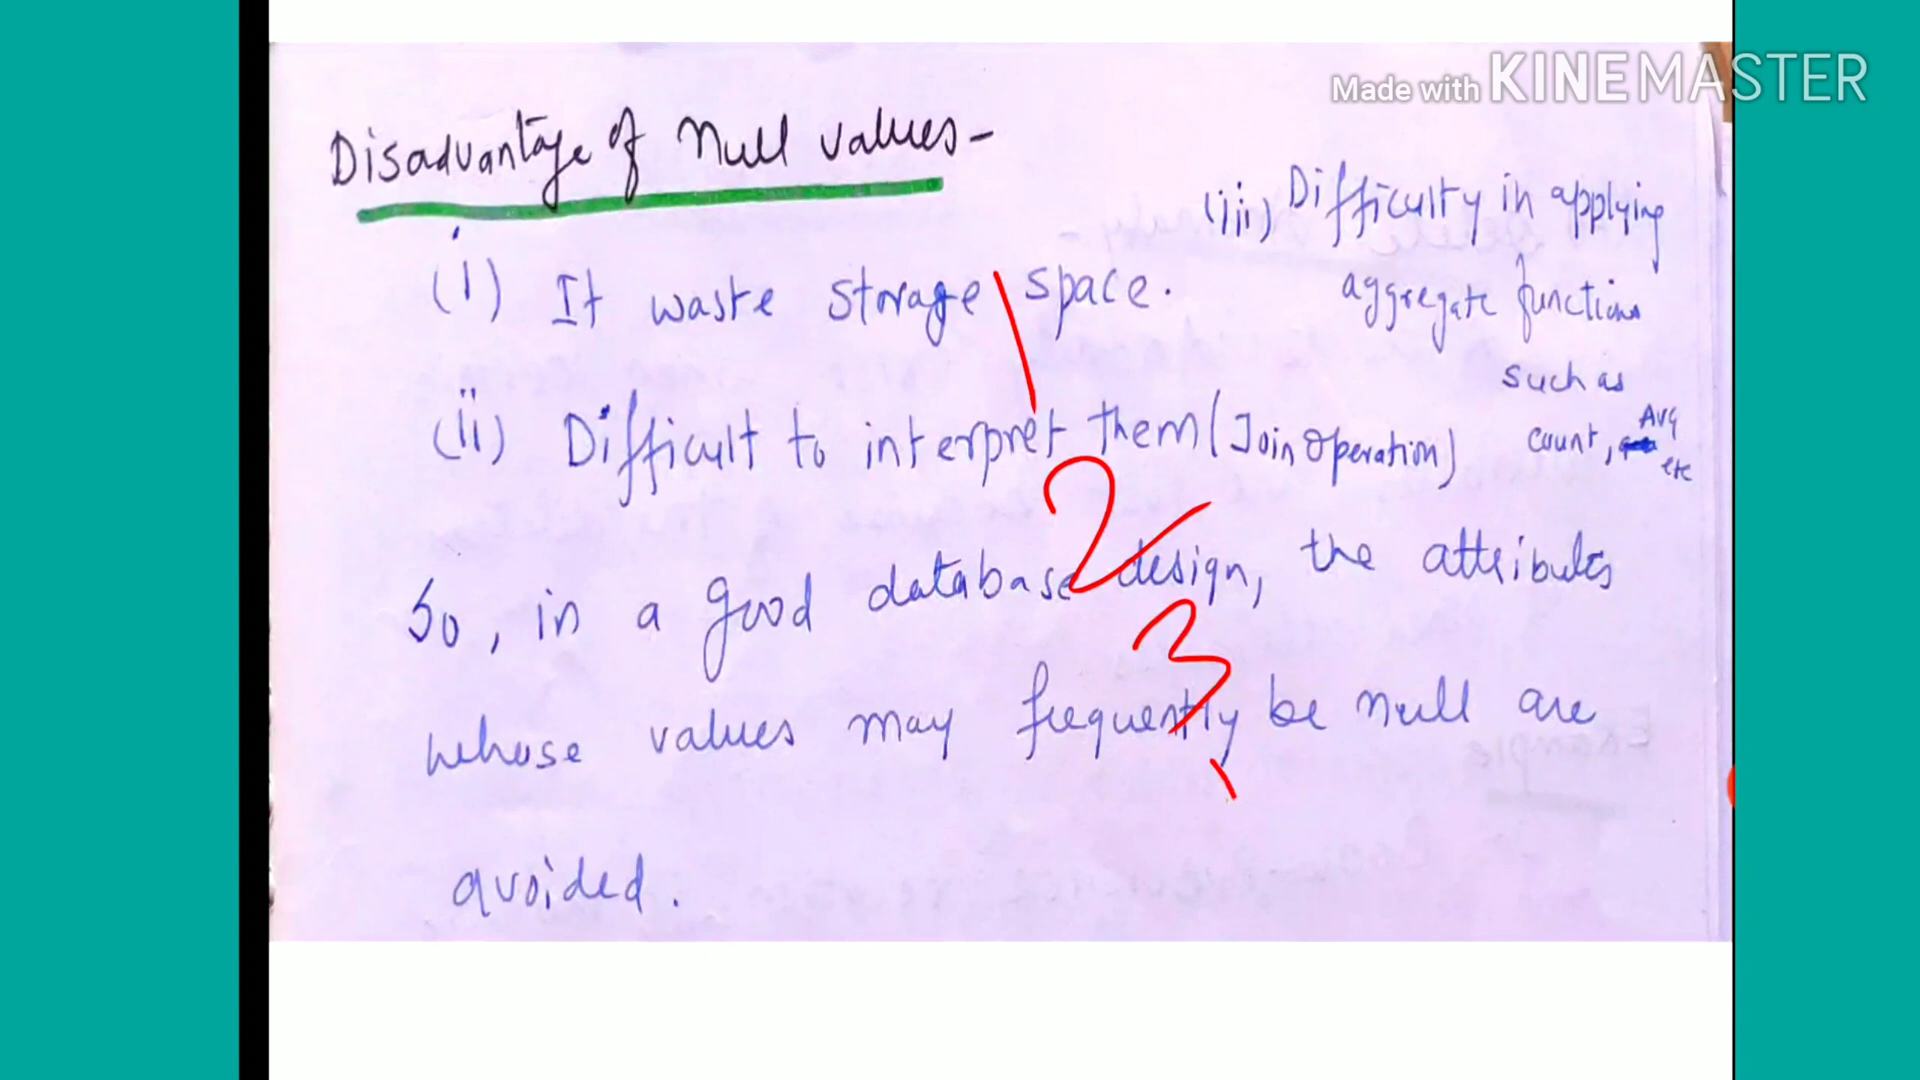 Made with KINEMASTER
Disadvantage of Null values-
(i) It waste storage space.
(ii) Difficult to interpret them (Join Operation)
(iii) Difficulty in applying
aggregate functions
such as
count, Avg
etc
So, in a good database design, the attributes
whose values may frequently be null are
avoided.
1
2
3